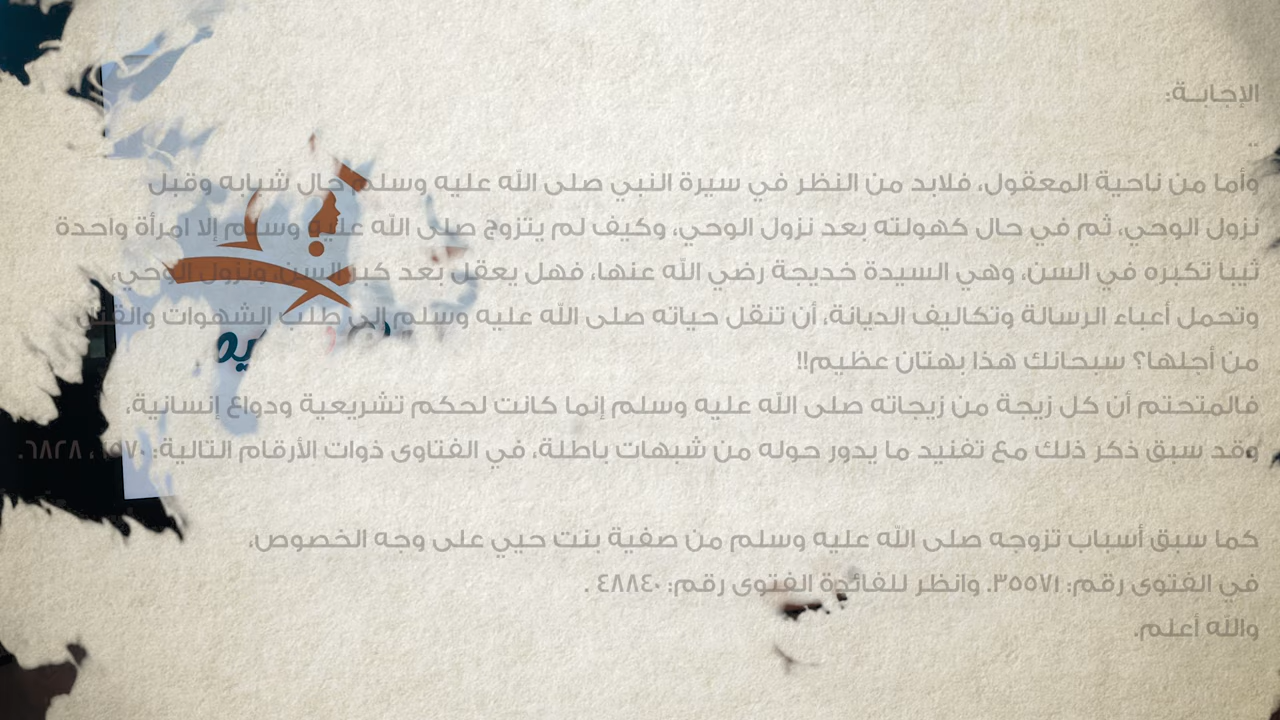 الإجابــة:
..
وأما من ناحية المعقول، فلابد من النظر في سيرة النبي صلى الله عليه وسلم حال شبابه وقبل
نزول الوحي، ثم في حال كهولته بعد نزول الوحي، وكيف لم يتزوج صلى الله عليه وسلم إلا امرأة واحدة
ثيبا تكبره في السن، وهي السيدة خديجة رضي الله عنها، فهل يعقل بعد كبر السن، ونزول الوحي،
وتحمل أعباء الرسالة وتكاليف الديانة، أن تنقل حياته صلى الله عليه وسلم إلى طلب الشهوات
من أجلها؟ سبحانك هذا بهتان عظيم!!
فالمتحتم أن كل زيجة من زيجاته صلى الله عليه وسلم إنما كانت لحكم تشريعية ودواع إنسانية،
وقد سبق ذكر ذلك مع تفنيد ما يدور حوله من شبهات باطلة، في الفتاوى ذوات الأرقام التالية: ٦٨٢٨.
كما سبق أسباب تزوجه صلى الله عليه وسلم من صفية بنت حيي على وجه الخصوص،
في الفتوى رقم: ٣٥٥٧١. وانظر للفائدة الفتوى رقم: ٤٨٨٤٠ .
والله أعلم.